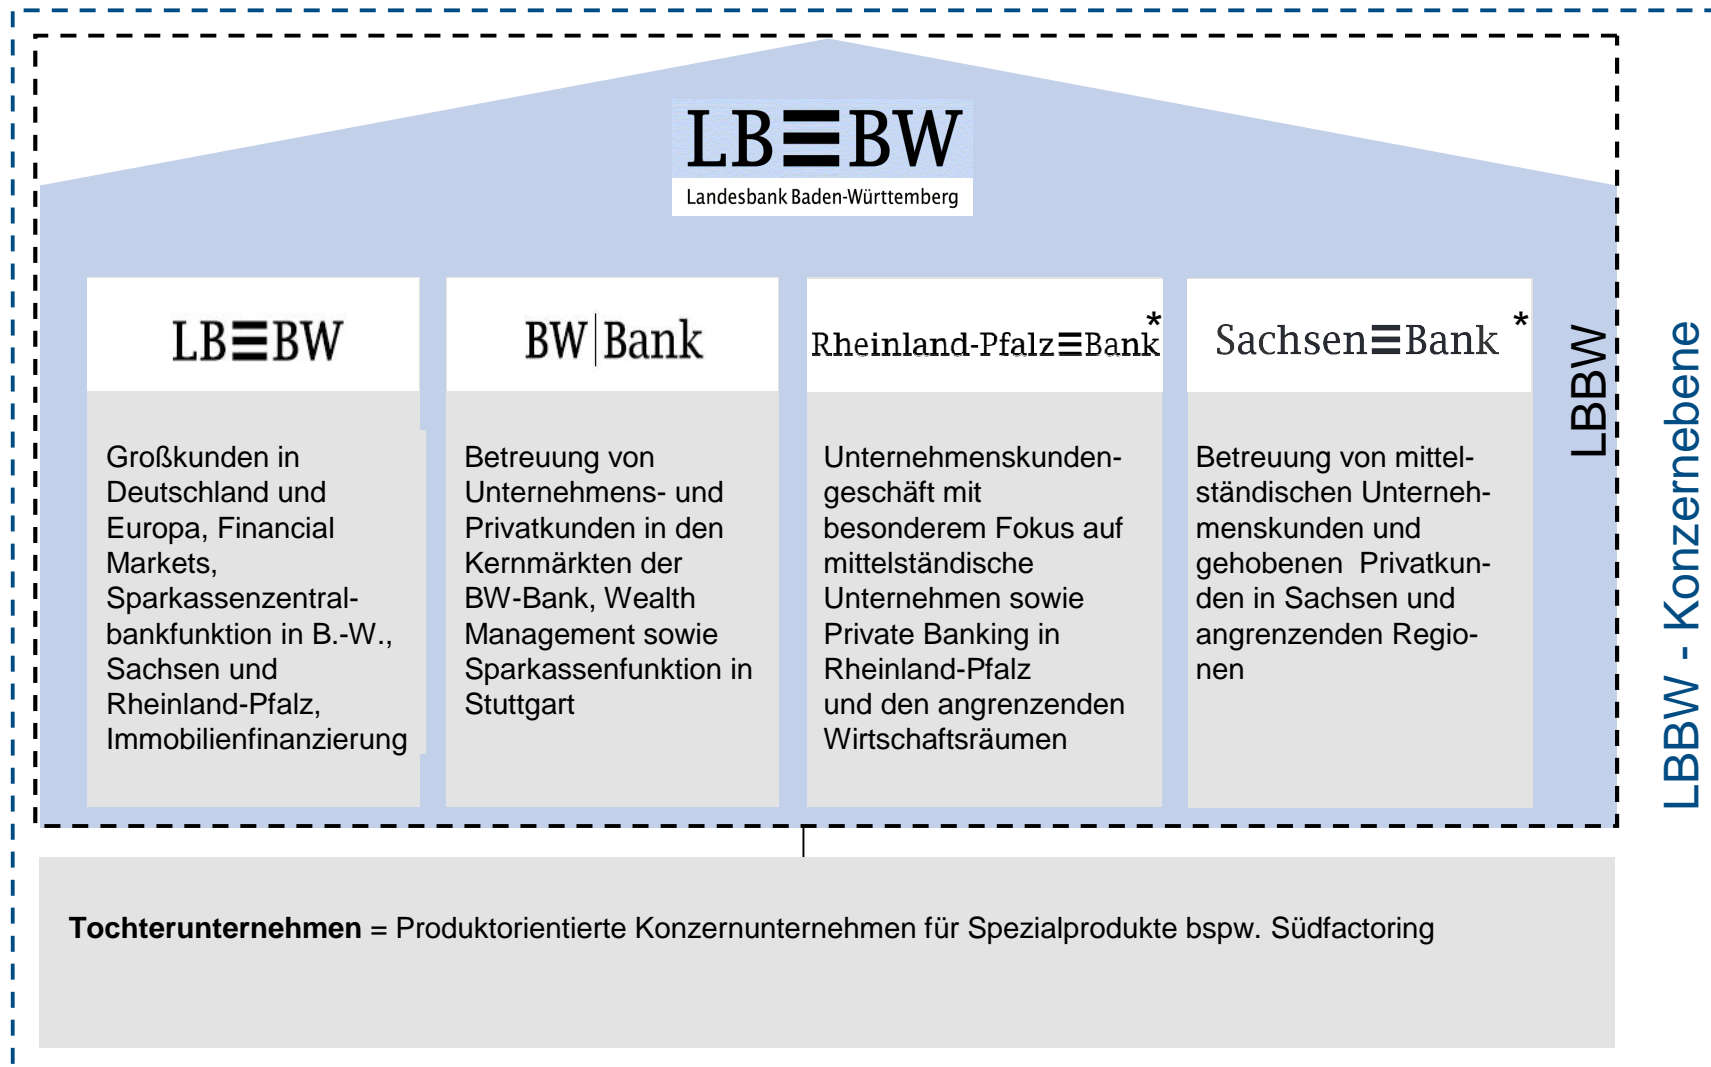 LB☰BW
Landesbank Baden-Württemberg
LB☰BW
Großkunden in
Deutschland und
Europa, Financial
Markets,
Sparkassenzentral-
bankfunktion in B.-W.,
Sachsen und
Rheinland-Pfalz,
Immobilienfinanzierung
BW|Bank
Betreuung von
Unternehmens- und
Privatkunden in den
Kernmärkten der
BW-Bank, Wealth
Management sowie
Sparkassenfunktion in
Stuttgart
Rheinland-Pfalz☰Bank*
Unternehmenskunden-
geschäft mit
besonderem Fokus auf
mittelständische
Unternehmen sowie
Private Banking in
Rheinland-Pfalz
und den angrenzenden
Wirtschaftsräumen
Sachsen☰Bank *
Betreuung von mittel-
ständischen Unterneh-
menskunden und
gehobenen  Privatkun-
den in Sachsen und
angrenzenden Regio-
nen
LBBW
LBBW - Konzernebene
Tochterunternehmen = Produktorientierte Konzernunternehmen für Spezialprodukte bspw. Südfactoring